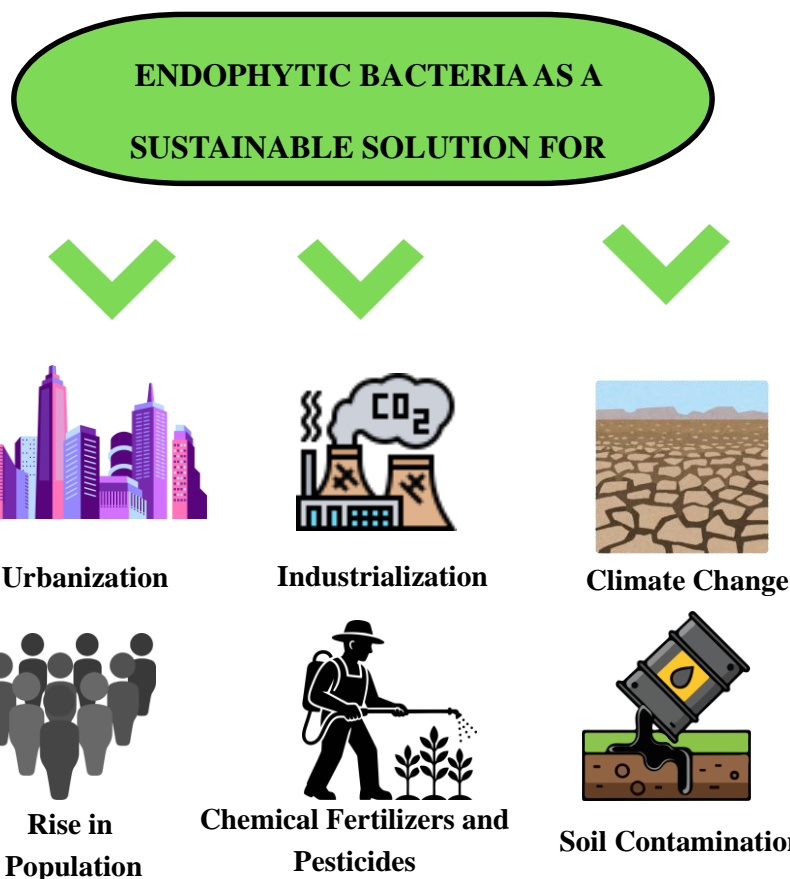 ENDOPHYTIC BACTERIA AS A
SUSTAINABLE SOLUTION FOR
CO2
Urbanization
Industrialization
Climate Change
Rise in
Population
Chemical Fertilizers and
Pesticides
Soil Contamination